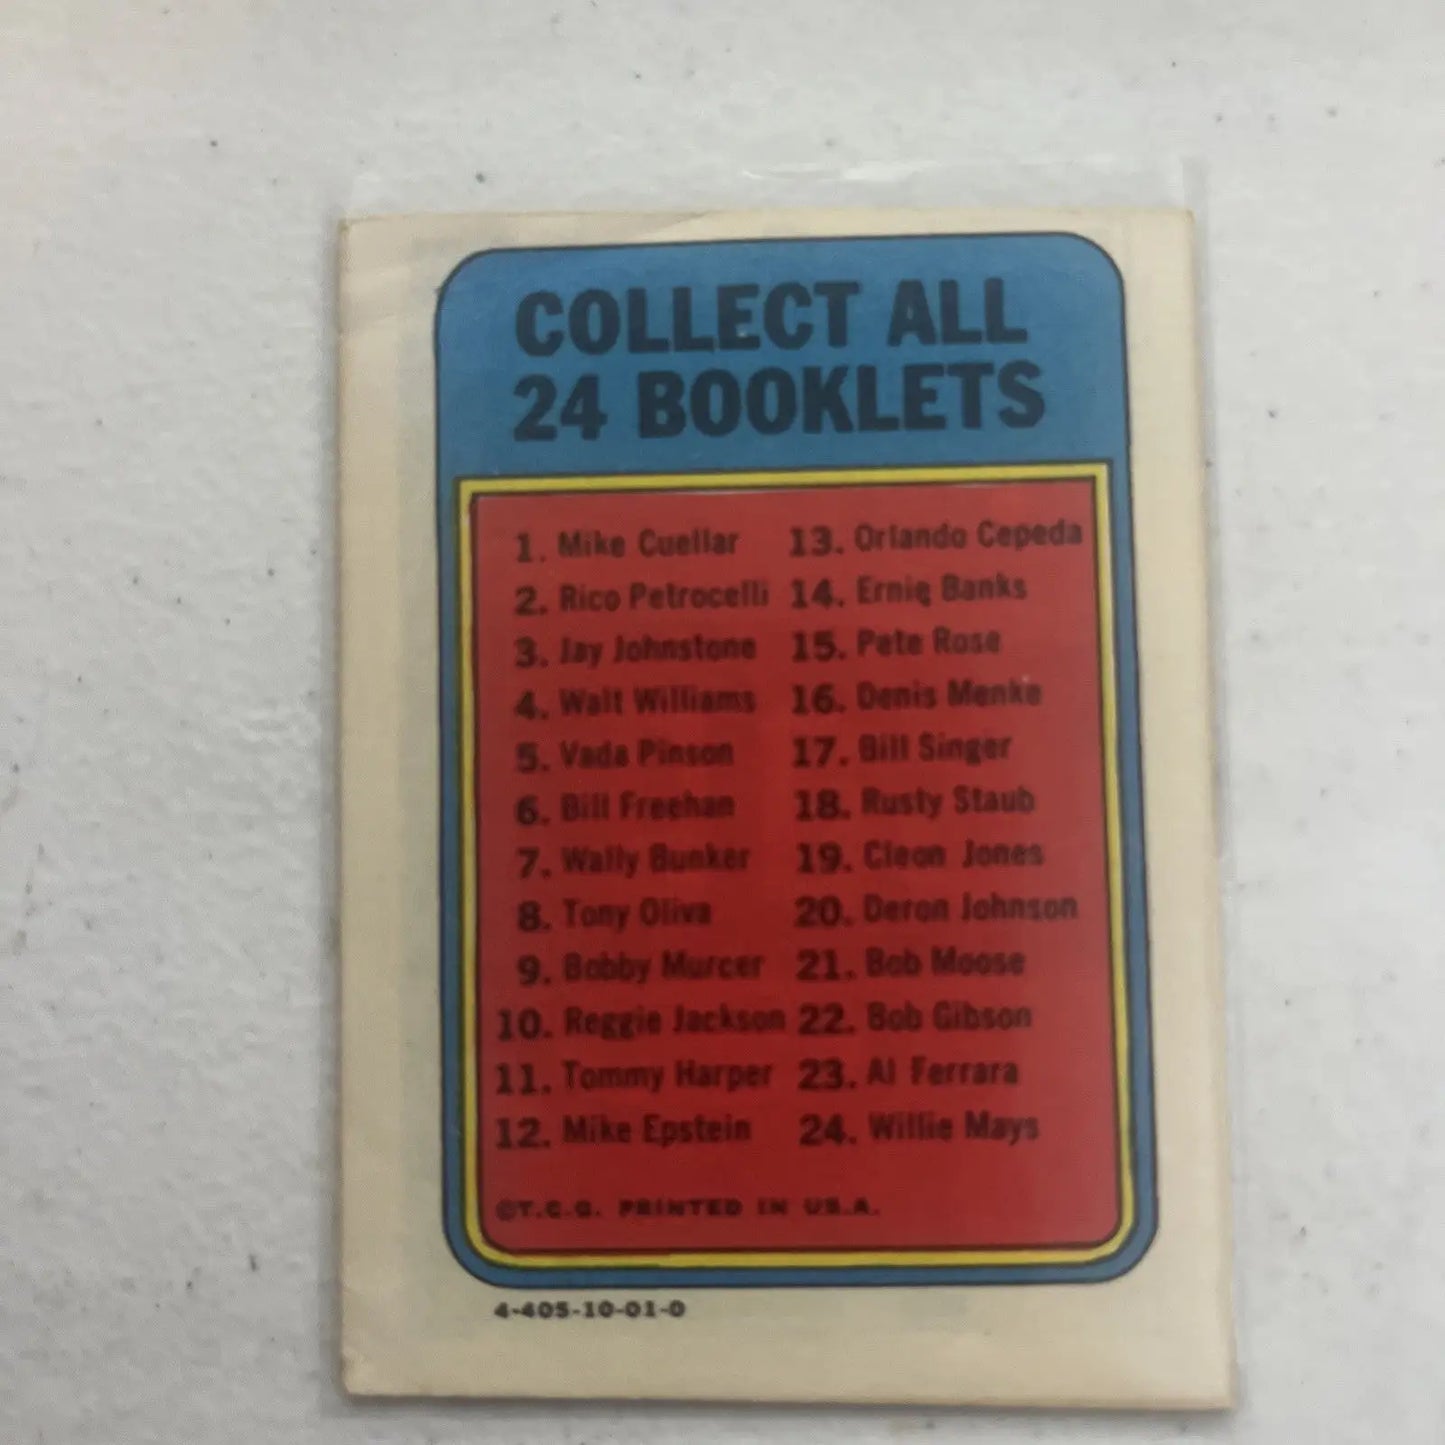 COLLECT ALL
24 BOOKLETS
1. Mike Cuellar
2. Rico Petrocelli
3. Jay Johnstone
4. Walt Williams
5. Vada Pinson
6. Bill Freehan
7. Wally Bunker
8. Tony Oliva
9. Bobby Murcer
10. Reggie Jackson
11. Tommy Harper
12. Mike Epstein
13. Orlando Cepeda
14. Ernie Banks
15. Pete Rose
16. Denis Menke
17. Bill Singer
18. Rusty Staub
19. Cleon Jones
20. Deron Johnson
21. Bob Moose
22. Bob Gibson
23. Al Ferrara
24. Willie Mays
©T.C.G. PRINTED IN U.S.A.
4-405-10-01-0